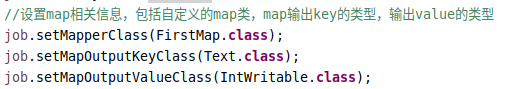 //设置map相关信息，包括自定义的map类，map输出key的类型，输出value的类型
job.setMapperClass(FirstMap.class);
job.setMapOutputKeyClass(Text.class);
job.setMapOutputValueClass(IntWritable.class);